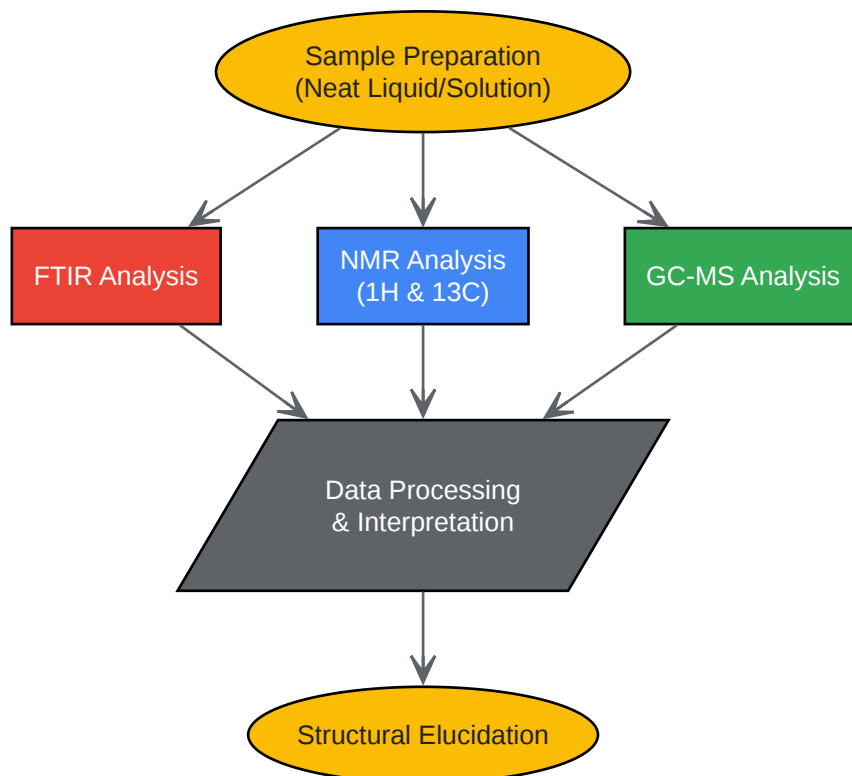 Sample Preparation
(Neat Liquid/Solution)
FTIR Analysis
NMR Analysis
(1H & 13C)
GC-MS Analysis
Data Processing
& Interpretation
Structural Elucidation